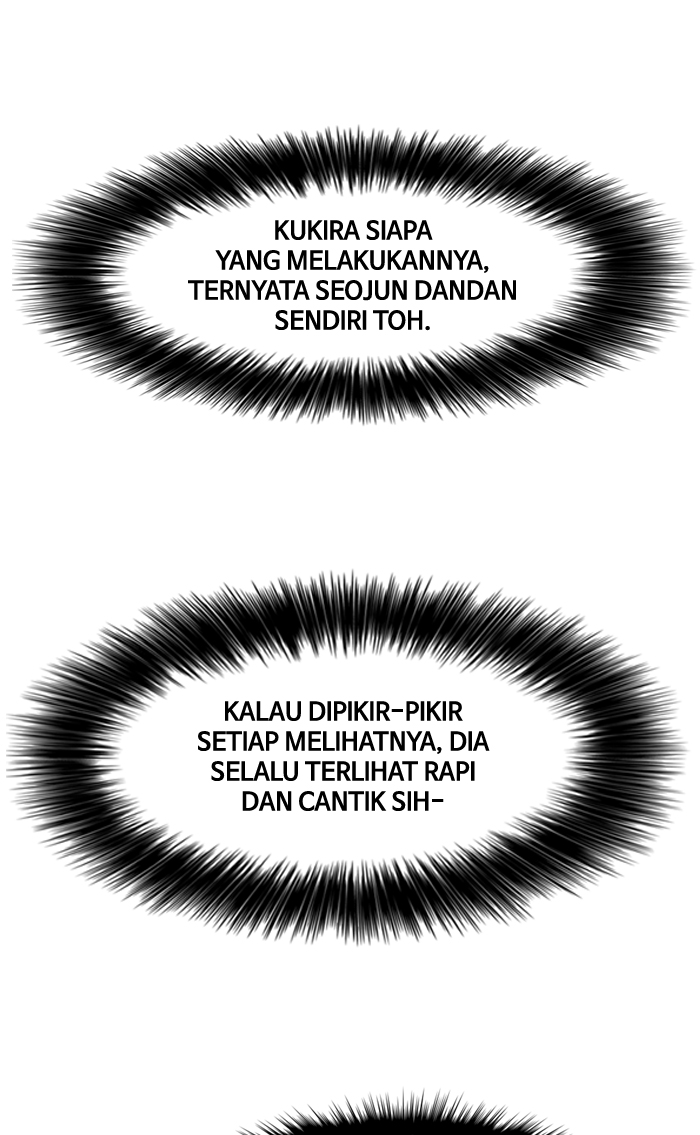 KUKIRA SIAPA
YANG MELAKUKANNYA,
TERNYATA SEOJUN DANDAN
SENDIRI TOH.
KALAU DIPIKIR-PIKIR
SETIAP MELIHATNYA, DIA
SELALU TERLIHAT RAPI
DAN CANTIK SIH-